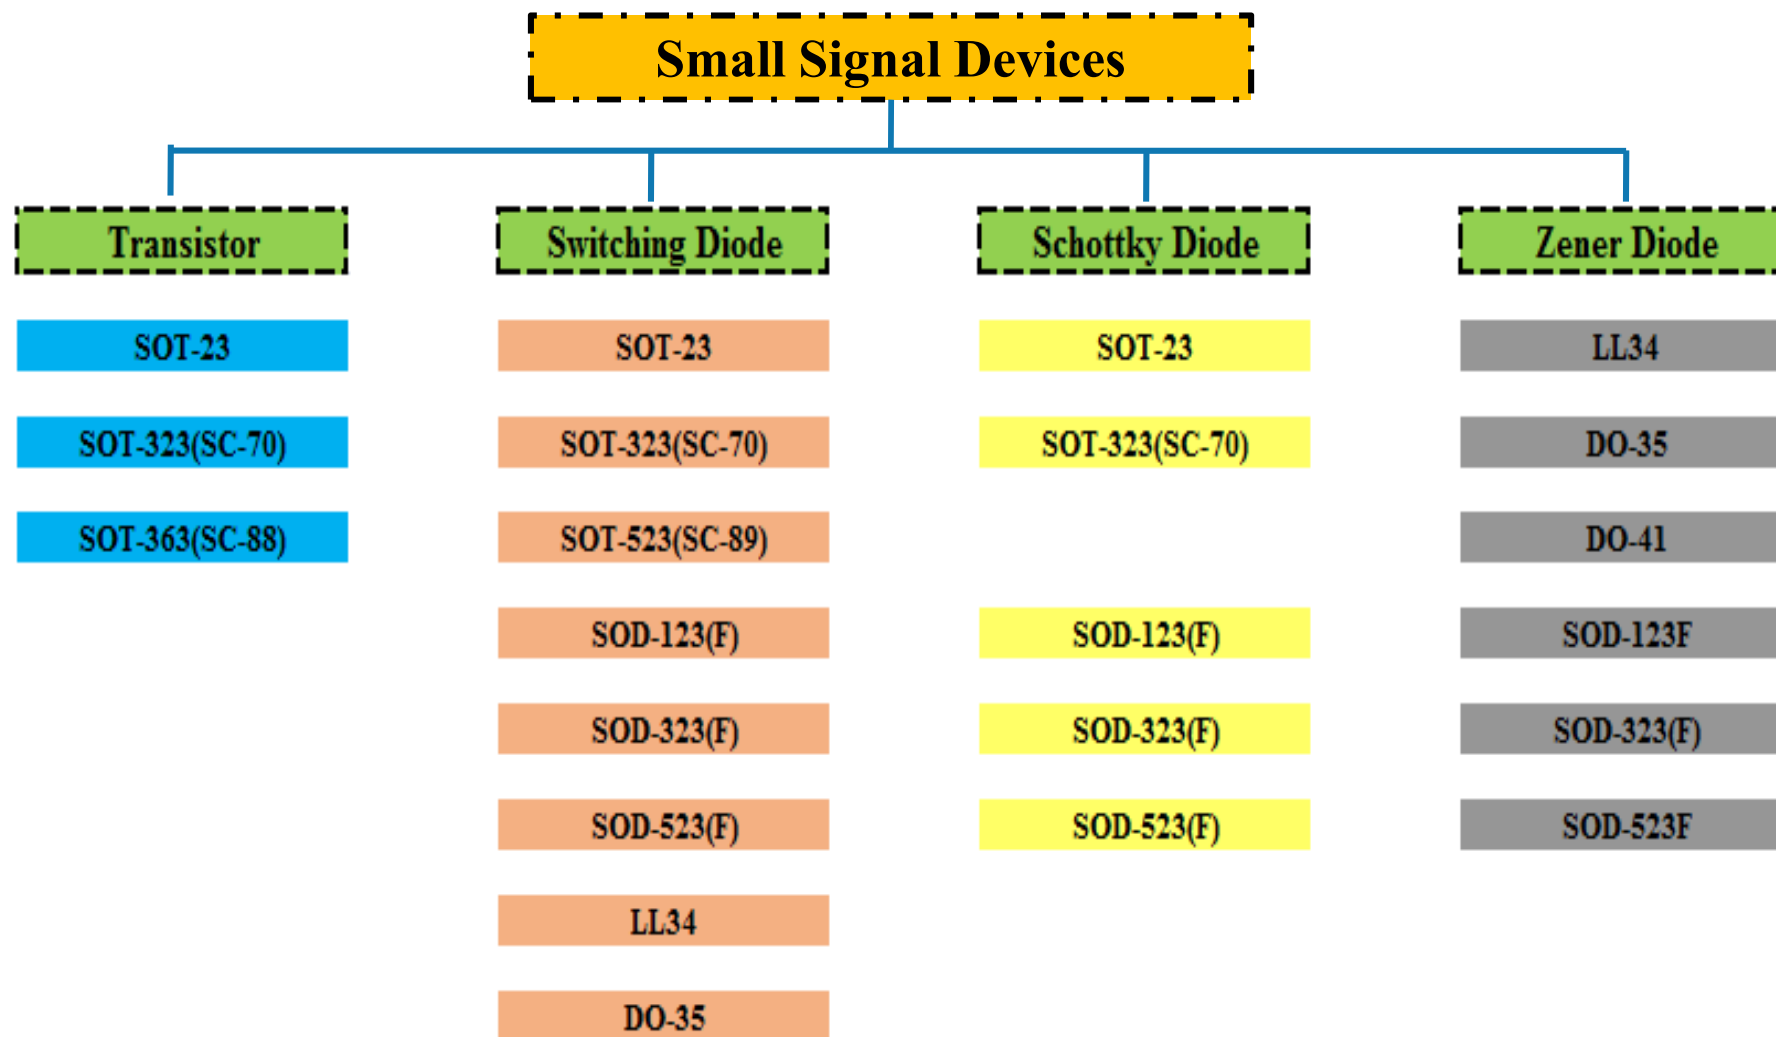 Small Signal Devices
Transistor
Switching Diode
Schottky Diode
Zener Diode
SOT-23
SOT-23
SOT-23
LL34
SOT-323(SC-70)
SOT-323(SC-70)
SOT-323(SC-70)
DO-35
SOT-363(SC-88)
SOT-523(SC-89)
DO-41
SOD-123(F)
SOD-123(F)
SOD-123F
SOD-323(F)
SOD-323(F)
SOD-323(F)
SOD-523(F)
SOD-523(F)
SOD-523F
LL34
DO-35